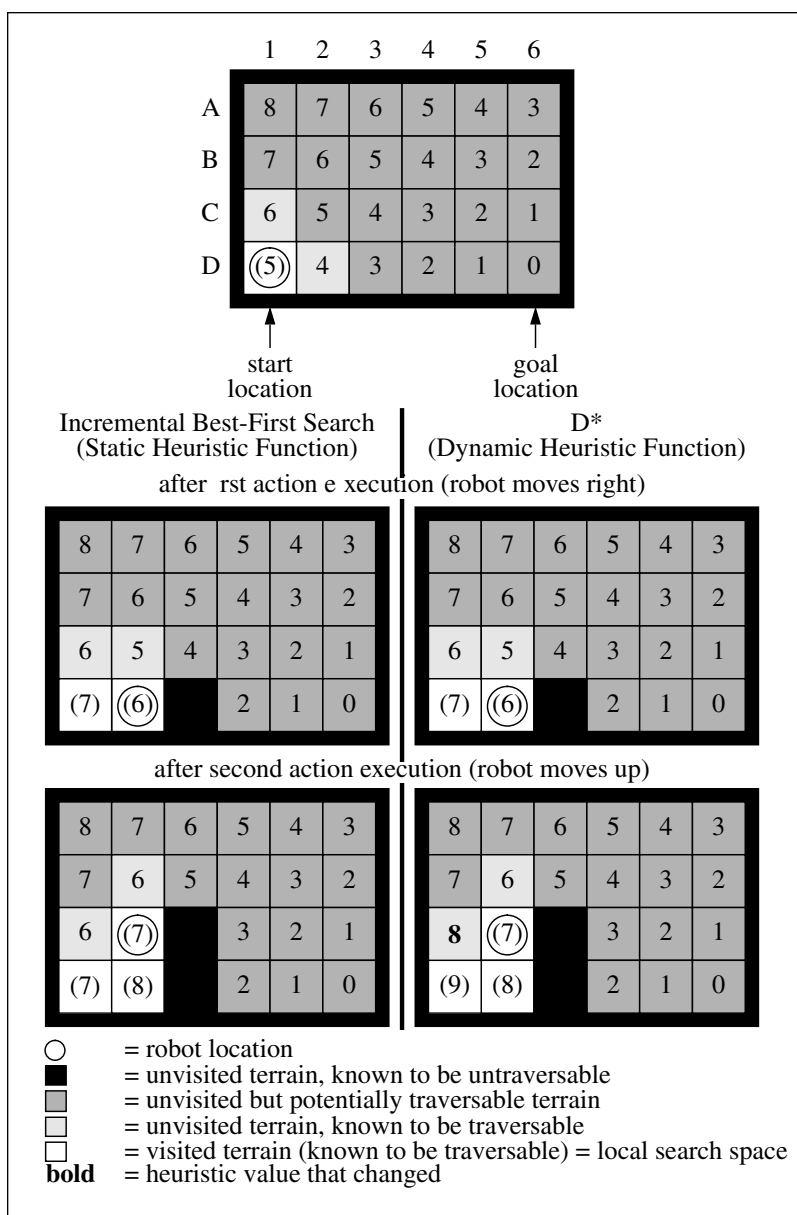 1 2 3 4 5 6
A 8 7 6 5 4 3
B 7 6 5 4 3 2
C 6 5 4 3 2 1
D (5) 4 3 2 1 0
start location
goal location
Incremental Best-First Search
(Static Heuristic Function)
D*
(Dynamic Heuristic Function)
after rst action e xecution (robot moves right)
8 7 6 5 4 3
7 6 5 4 3 2
6 5 4 3 2 1
(7) (6) 2 1 0
8 7 6 5 4 3
7 6 5 4 3 2
6 5 4 3 2 1
(7) (6) 2 1 0
after second action execution (robot moves up)
8 7 6 5 4 3
7 6 5 4 3 2
6 (7) 3 2 1
(7) (8) 2 1 0
8 7 6 5 4 3
7 6 5 4 3 2
8 (7) 3 2 1
(9) (8) 2 1 0
= robot location
= unvisited terrain, known to be untraversable
= unvisited but potentially traversable terrain
= unvisited terrain, known to be traversable
= visited terrain (known to be traversable) = local search space
bold = heuristic value that changed